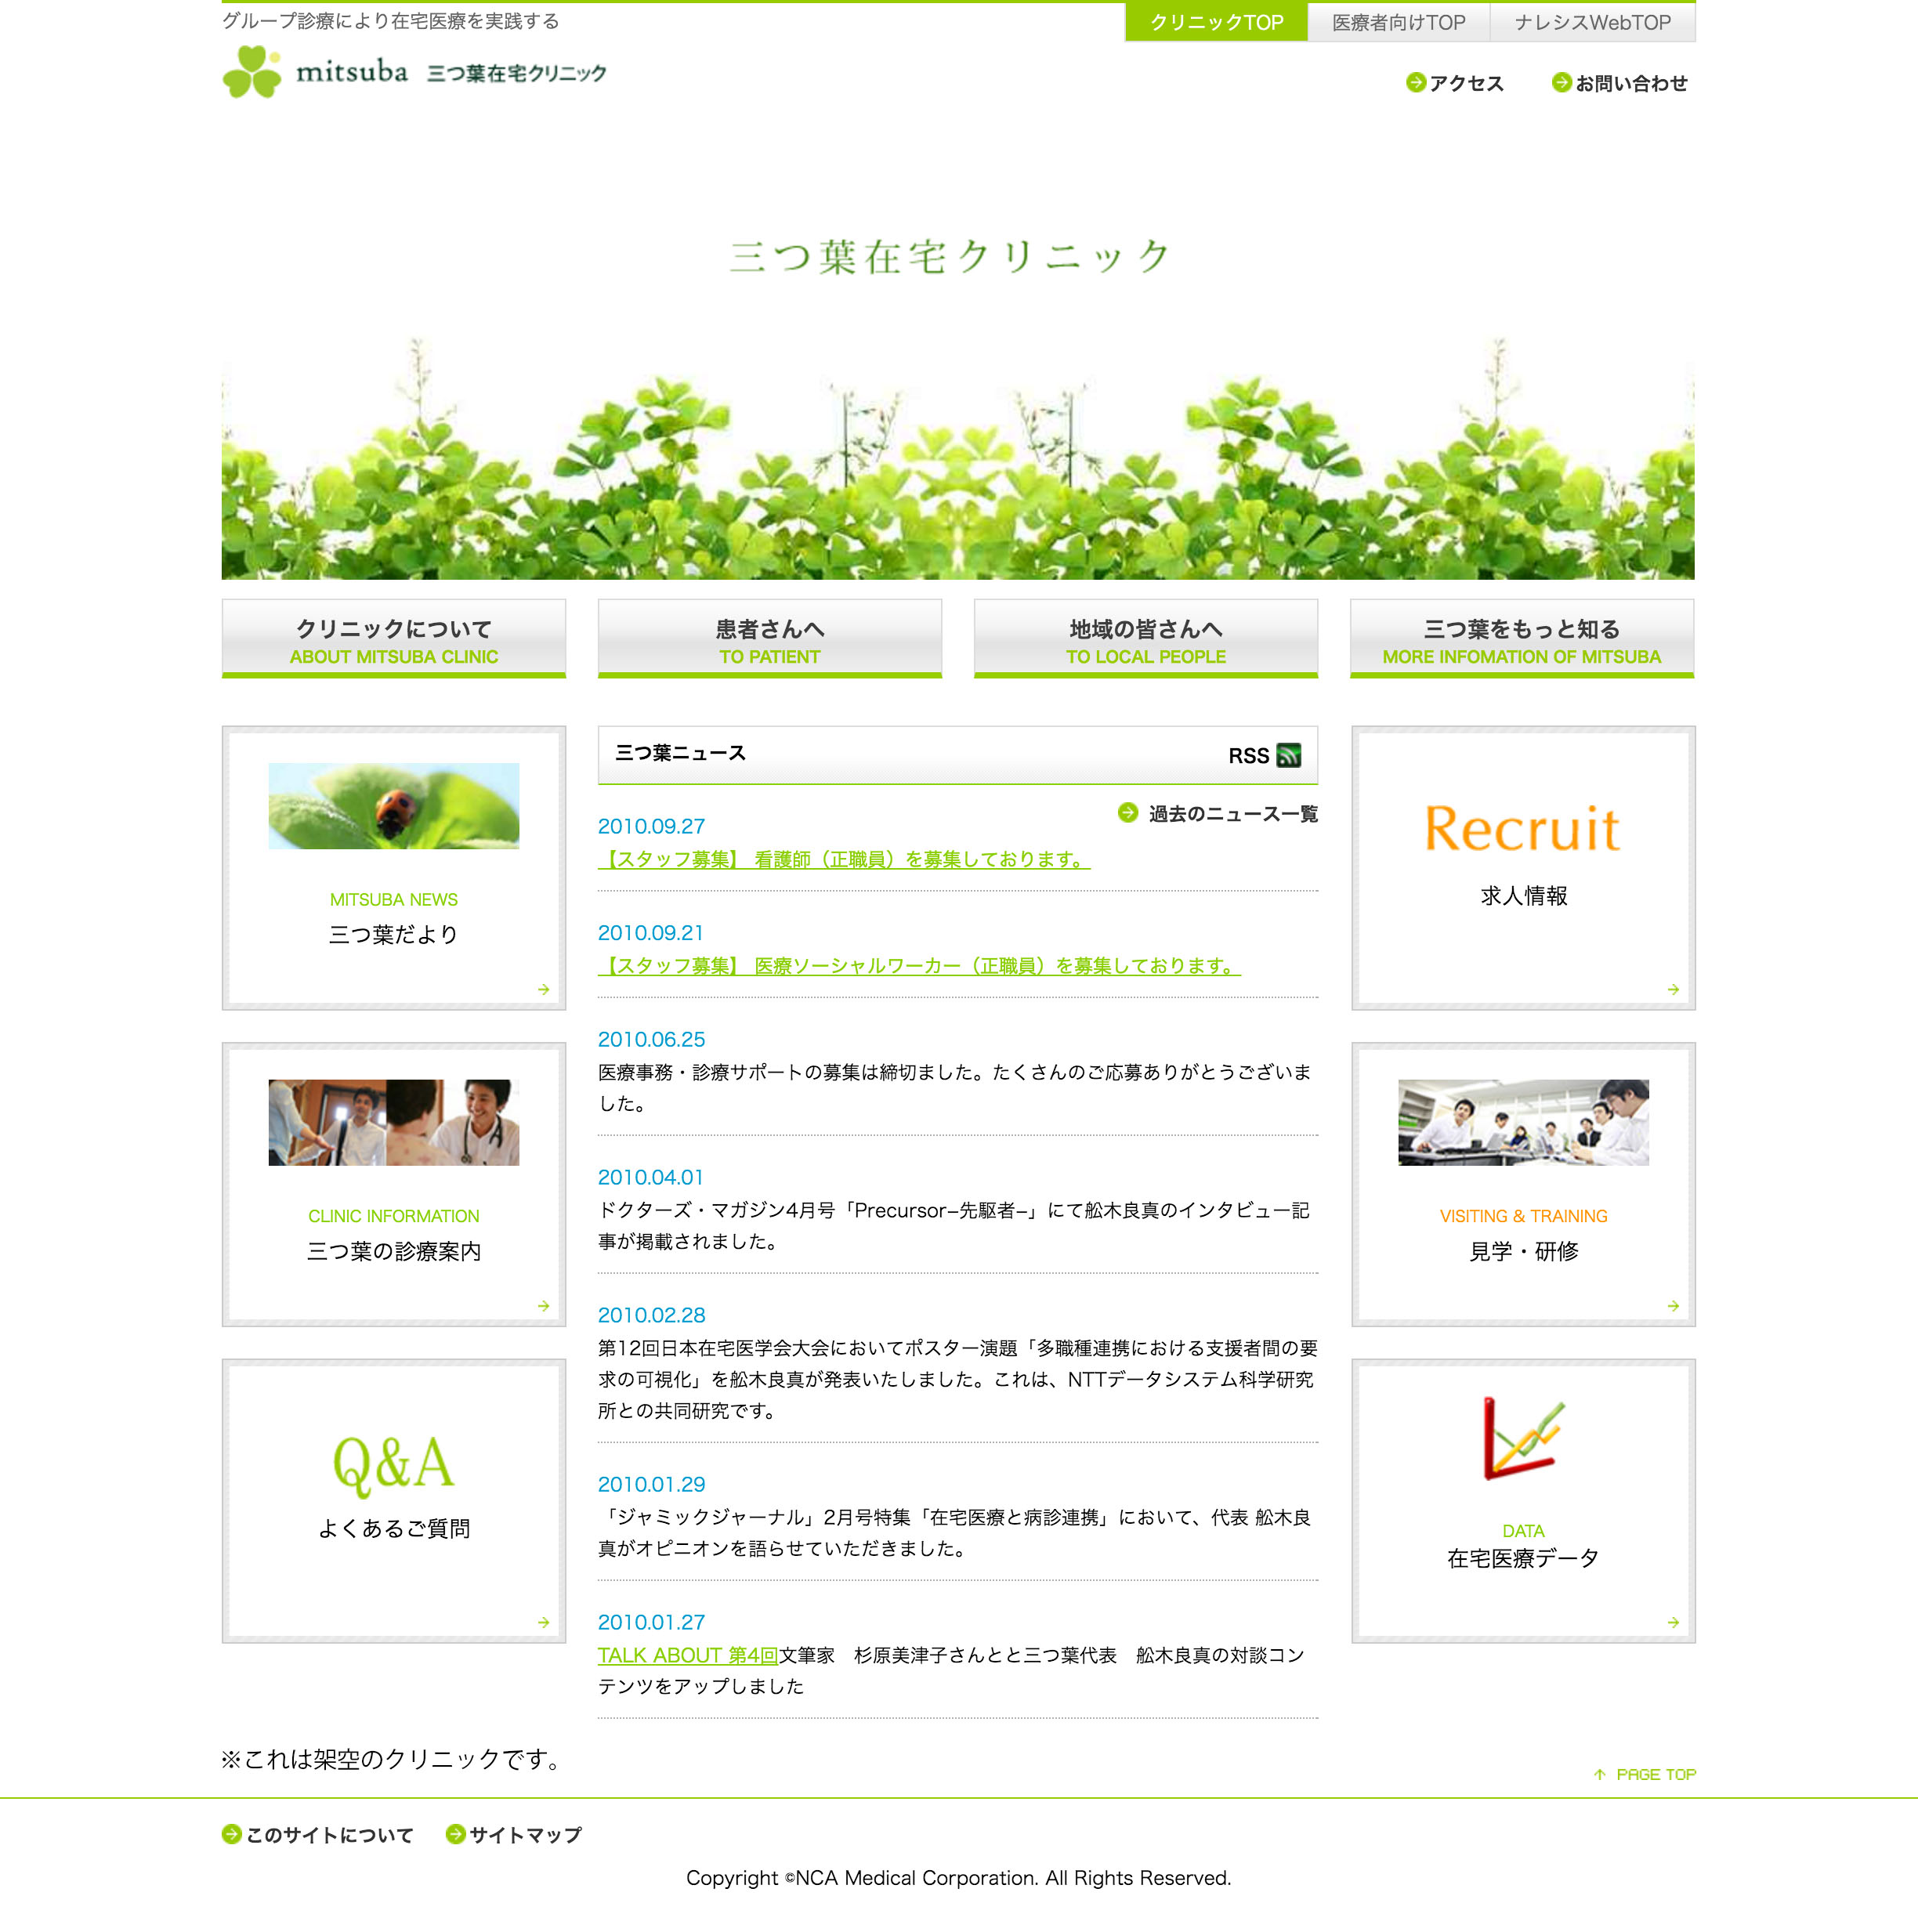 グループ診療により在宅医療を実践する
クリニックTOP
医療者向けTOP
ナレシスWebTOP
mitsuba 三つ葉在宅クリニック
アクセス
お問い合わせ
三つ葉在宅クリニック
クリニックについて
ABOUT MITSUBA CLINIC
患者さんへ
TO PATIENT
地域の皆さんへ
TO LOCAL PEOPLE
三つ葉をもっと知る
MORE INFOMATION OF MITSUBA
MITSUBA NEWS
三つ葉だより
CLINIC INFORMATION
三つ葉の診療案内
Q&A
よくあるご質問
三つ葉ニュース
RSS
過去のニュース一覧
2010.09.27
【スタッフ募集】 看護師（正職員）を募集しております。
2010.09.21
【スタッフ募集】 医療ソーシャルワーカー（正職員）を募集しております。
2010.06.25
医療事務・診療サポートの募集は締切ました。たくさんのご応募ありがとうございま
した。
2010.04.01
ドクターズ・マガジン4月号「Precursor−先駆者−」にて舩木良真のインタビュー記
事が掲載されました。
2010.02.28
第12回日本在宅医学会大会においてポスター演題「多職種連携における支援者間の要
求の可視化」を舩木良真が発表いたしました。これは、NTTデータシステム科学研究
所との共同研究です。
2010.01.29
「ジャミックジャーナル」2月号特集「在宅医療と病診連携」において、代表 舩木良
真がオピニオンを語らせていただきました。
2010.01.27
TALK ABOUT 第4回文筆家　杉原美津子さんとと三つ葉代表　舩木良真の対談コン
テンツをアップしました
Recruit
求人情報
VISITING & TRAINING
見学・研修
DATA
在宅医療データ
※これは架空のクリニックです。
↑ PAGE TOP
このサイトについて
サイトマップ
Copyright ©NCA Medical Corporation. All Rights Reserved.